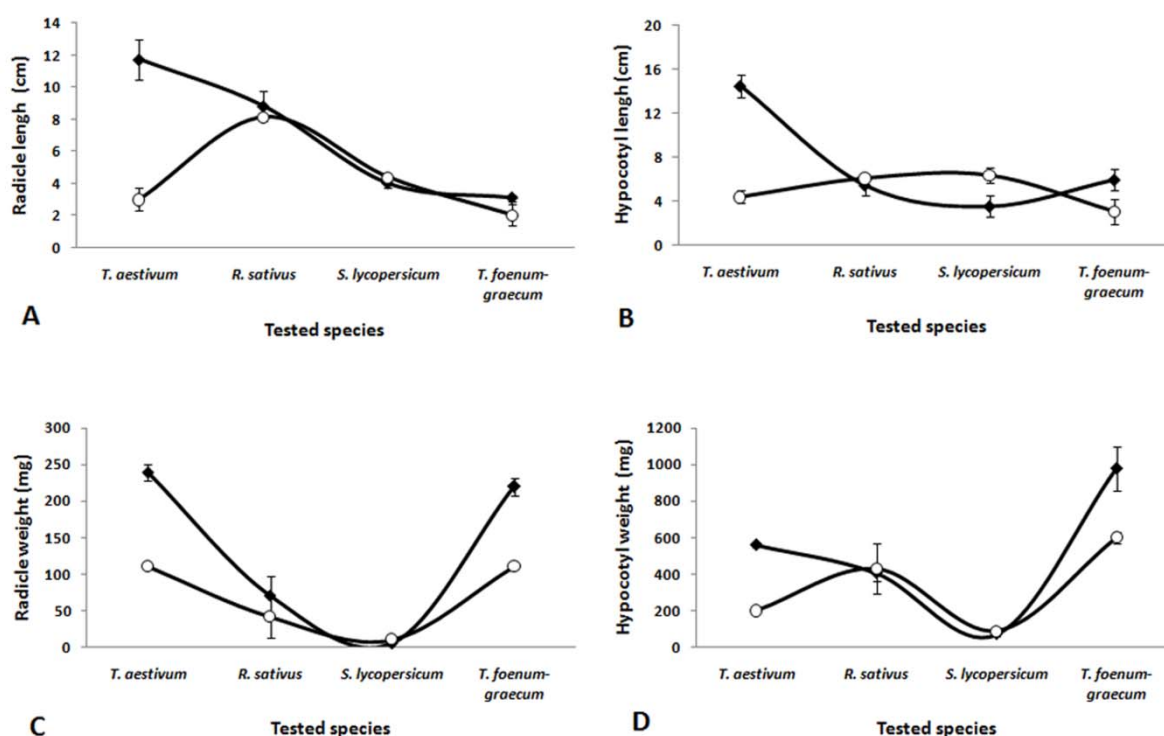 14
12
10
8
6
4
2
0
Radicle lengh (cm)
T. aestivum R. sativus S. lycopersicum T. foenum-
graecum
A
Tested species
20
16
12
8
4
0
Hypocotyl lengh (cm)
T. aestivum R. sativus S. lycopersicum T. foenum-
graecum
B
Tested species
300
250
200
150
100
50
0
Radicle weight (mg)
T. aestivum R. sativus S. lycopersicum T. foenum-
graecum
C
Tested species
1200
1000
800
600
400
200
0
Hypocotyl weight (mg)
T. aestivum R. sativus S. lycopersicum T. foenum-
graecum
D
Tested species